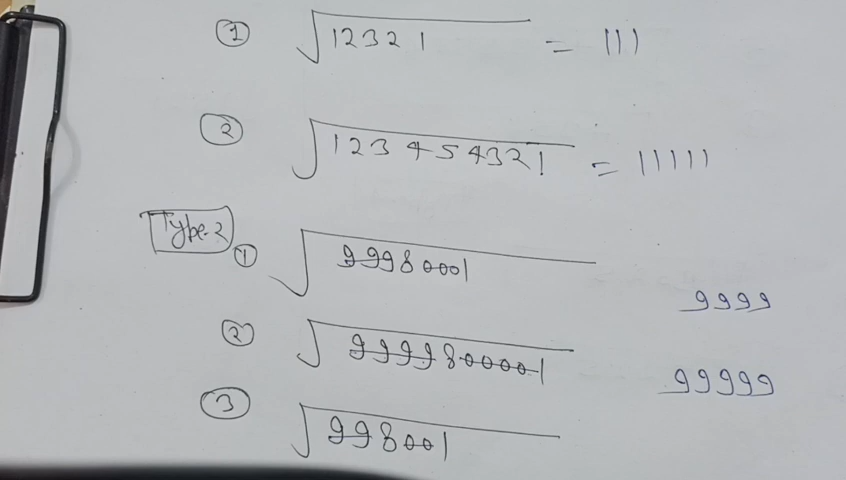 ① √12321 = 111
② √123454321 = 11111
Type-2
① √99980001 9999
② √9999800001 99999
③ √998001